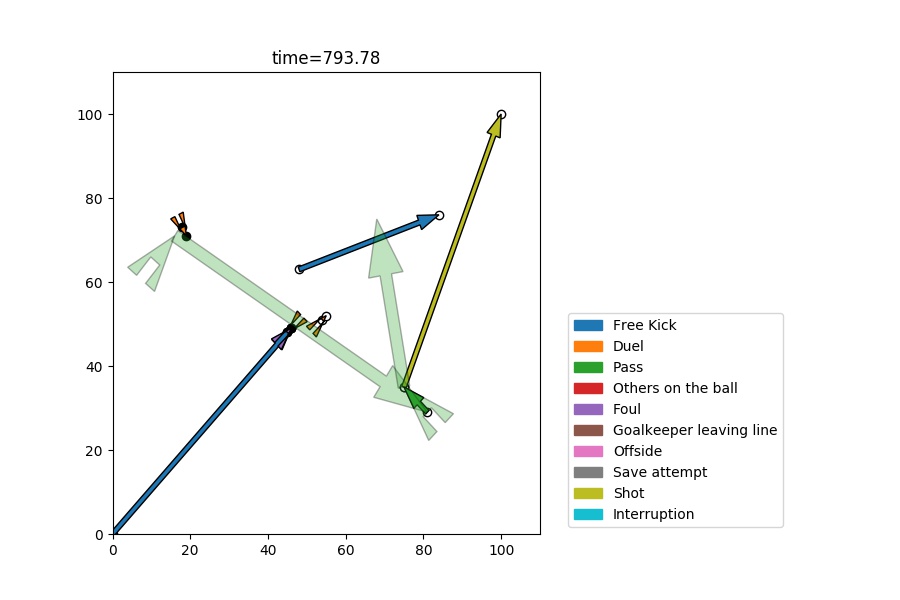 time=793.78
100
80
60
40
20
0
0 20 40 60 80 100
Free Kick
Duel
Pass
Others on the ball
Foul
Goalkeeper leaving line
Offside
Save attempt
Shot
Interruption